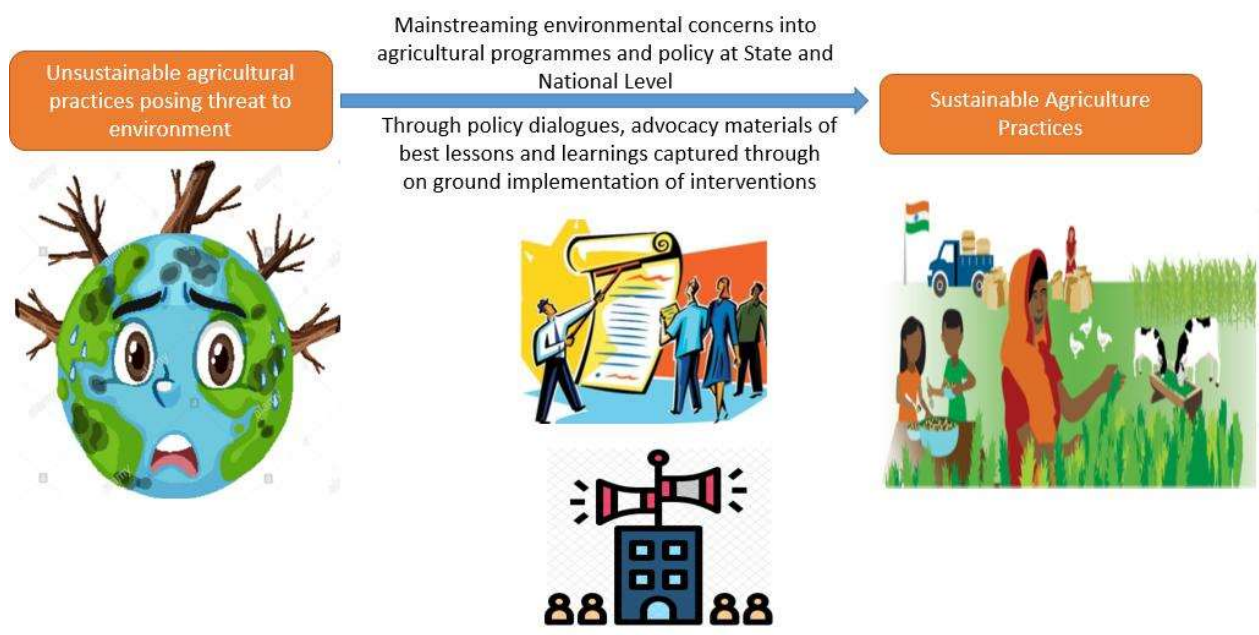 Mainstreaming environmental concerns into
agricultural programmes and policy at State and
National Level
Unsustainable agricultural
practices posing threat to
environment
Through policy dialogues, advocacy materials of
best lessons and learnings captured through
on ground implementation of interventions
Sustainable Agriculture
Practices